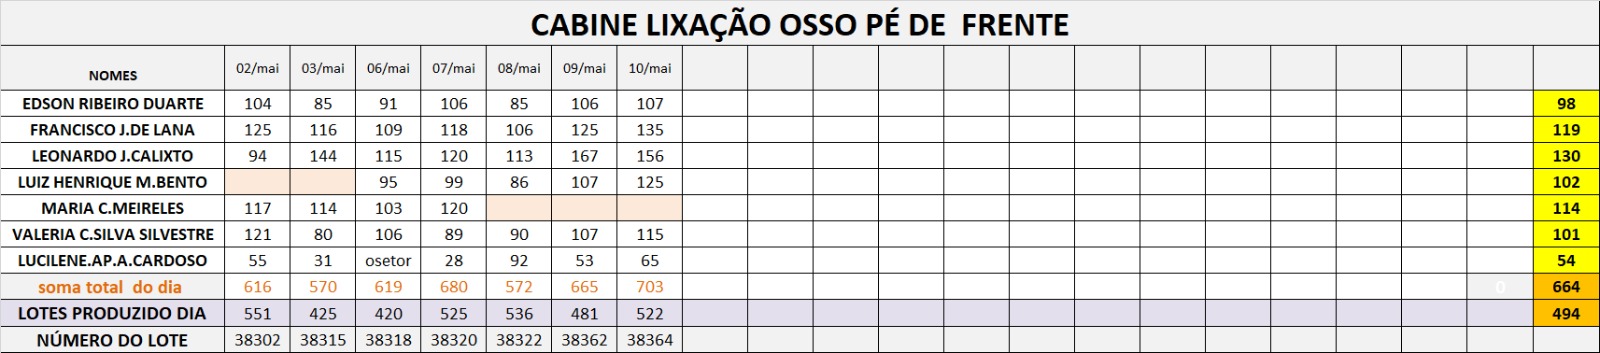 CABINE LIXAÇÃO OSSO PÉ DE  FRENTE
NOMES 02/mai 03/mai 06/mai 07/mai 08/mai 09/mai 10/mai
EDSON RIBEIRO DUARTE 104 85 91 106 85 106 107 98
FRANCISCO J.DE LANA 125 116 109 118 106 125 135 119
LEONARDO J.CALIXTO 94 144 115 120 113 167 156 130
LUIZ HENRIQUE M.BENTO 95 99 86 107 125 102
MARIA C.MEIRELES 117 114 103 120 114
VALERIA C.SILVA SILVESTRE 121 80 106 89 90 107 115 101
LUCILENE.AP.A.CARDOSO 55 31 osetor 28 92 53 65 54
soma total  do dia 616 570 619 680 572 665 703 0 664
LOTES PRODUZIDO DIA 551 425 420 525 536 481 522 494
NÚMERO DO LOTE 38302 38315 38318 38320 38322 38362 38364